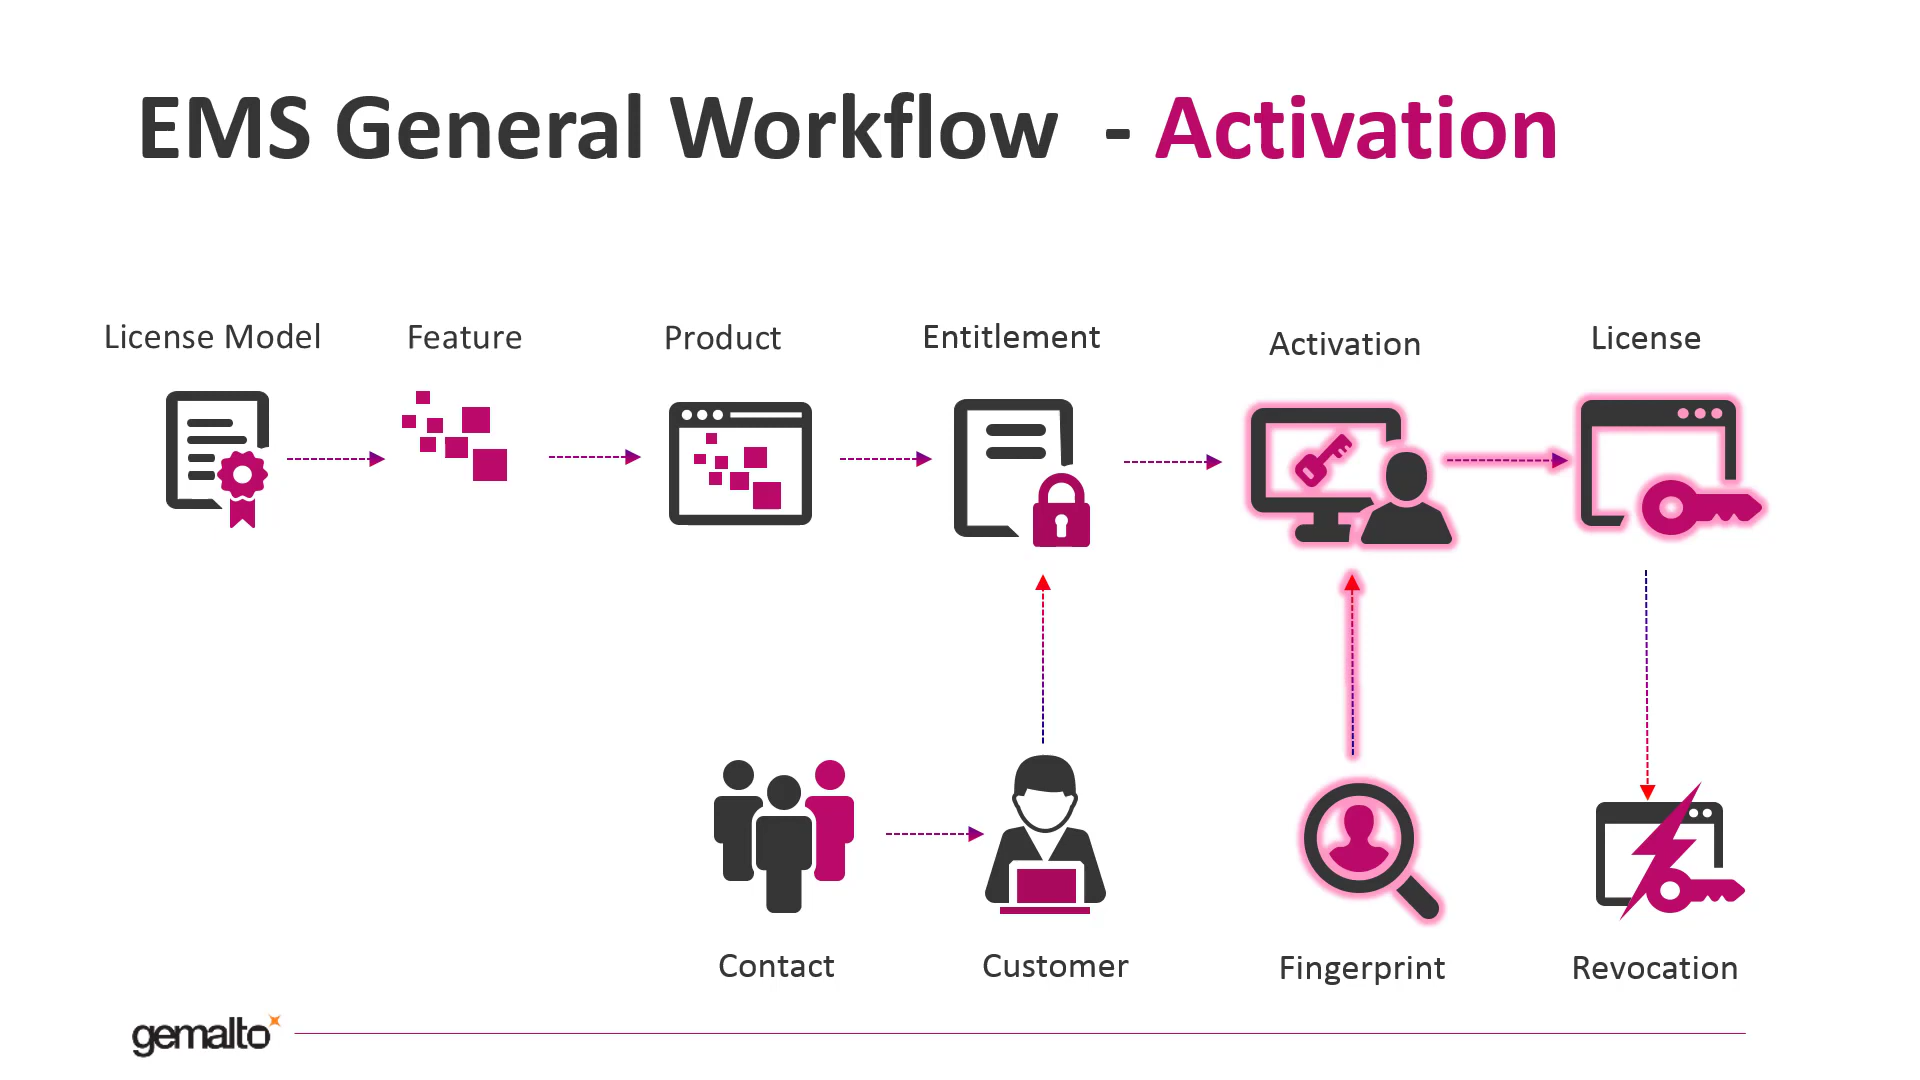 EMS General Workflow - Activation
License Model
Feature
Product
Entitlement
Activation
License
Contact
Customer
Fingerprint
Revocation
gemalto